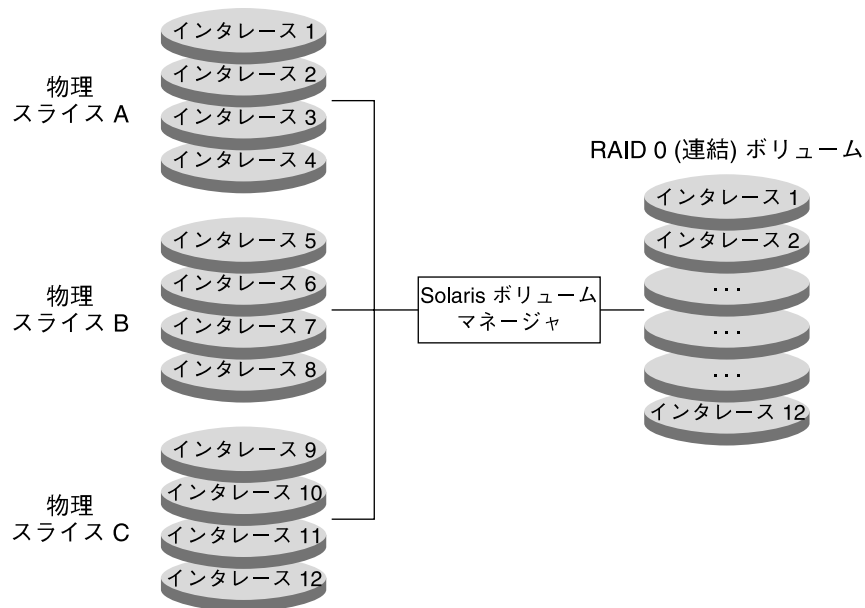 物理
スライス A
インタレース 1
インタレース 2
インタレース 3
インタレース 4
物理
スライス B
インタレース 5
インタレース 6
インタレース 7
インタレース 8
物理
スライス C
インタレース 9
インタレース 10
インタレース 11
インタレース 12
Solaris ボリューム
マネージャ
RAID 0 (連結) ボリューム
インタレース 1
インタレース 2
...
...
...
インタレース 12